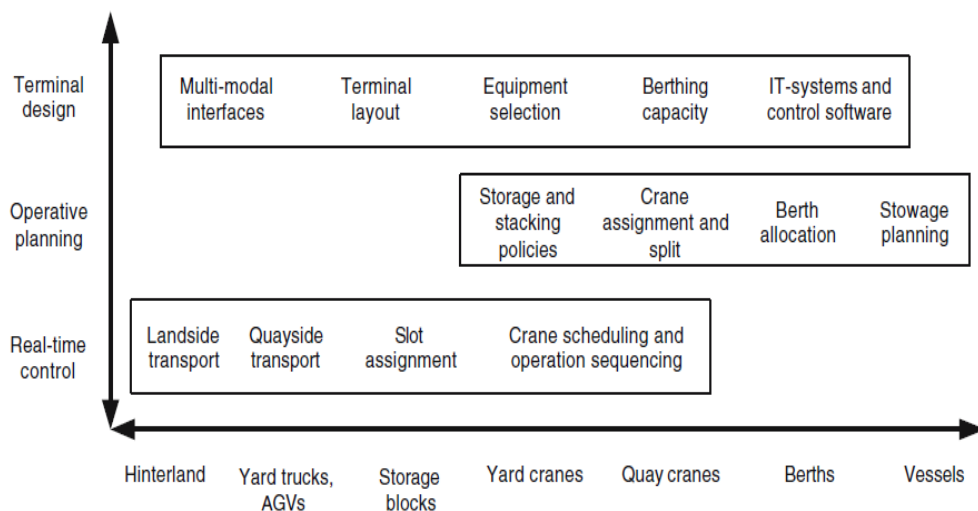 Terminal
design
Multi-modal
interfaces
Terminal
layout
Equipment
selection
Berthing
capacity
IT-systems and
control software
Operative
planning
Storage and
stacking
policies
Crane
assignment and
split
Berth
allocation
Stowage
planning
Real-time
control
Landside
transport
Quayside
transport
Slot
assignment
Crane scheduling and
operation sequencing
Hinterland
Yard trucks,
AGVs
Storage
blocks
Yard cranes
Quay cranes
Berths
Vessels